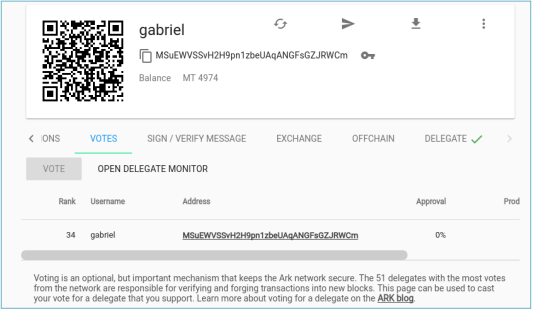 gabriel
MSuEWVSSvH2H9pn1zbeUAqANGFsGZJRWCm
Balance MT 4974
IONS VOTES SIGN / VERIFY MESSAGE EXCHANGE OFFCHAIN DELEGATE
VOTE OPEN DELEGATE MONITOR
Rank Username Address Approval Prod
34 gabriel MSuEWVSSvH2H9pn1zbeUAqANGFsGZJRWCm 0%
Voting is an optional, but important mechanism that keeps the Ark network secure. The 51 delegates with the most votes
from the network are responsible for verifying and forging transactions into new blocks. This page can be used to cast
your vote for a delegate that you support. Learn more about voting for a delegate on the ARK blog.